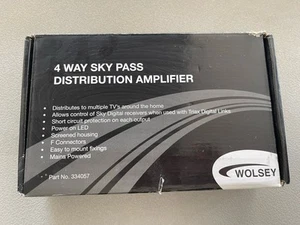 4 WAY SKY PASS
DISTRIBUTION AMPLIFIER
• Distributes to multiple TV's around the home
• Allows control of Sky Digital receivers when used with Triax Digital Links
• Short circuit protection on each output
• Power on LED
• Screened housing
• F Connectors
• Easy to mount fixings
• Mains Powered
Part No. 334057
WOLSEY